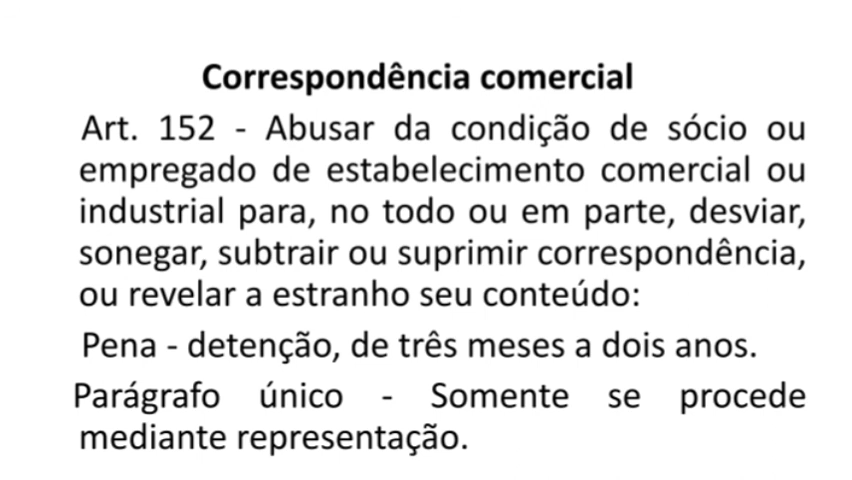 Correspondência comercial
Art. 152 - Abusar da condição de sócio ou
empregado de estabelecimento comercial ou
industrial para, no todo ou em parte, desviar,
sonegar, subtrair ou suprimir correspondência,
ou revelar a estranho seu conteúdo:
Pena - detenção, de três meses a dois anos.
Parágrafo único - Somente se procede
mediante representação.